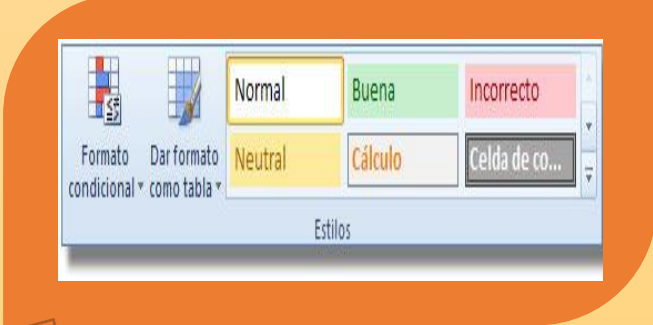 Normal Buena Incorrecto
Formato Dar formato Neutral Cálculo Celda de co...
condicional como tabla
Estilos